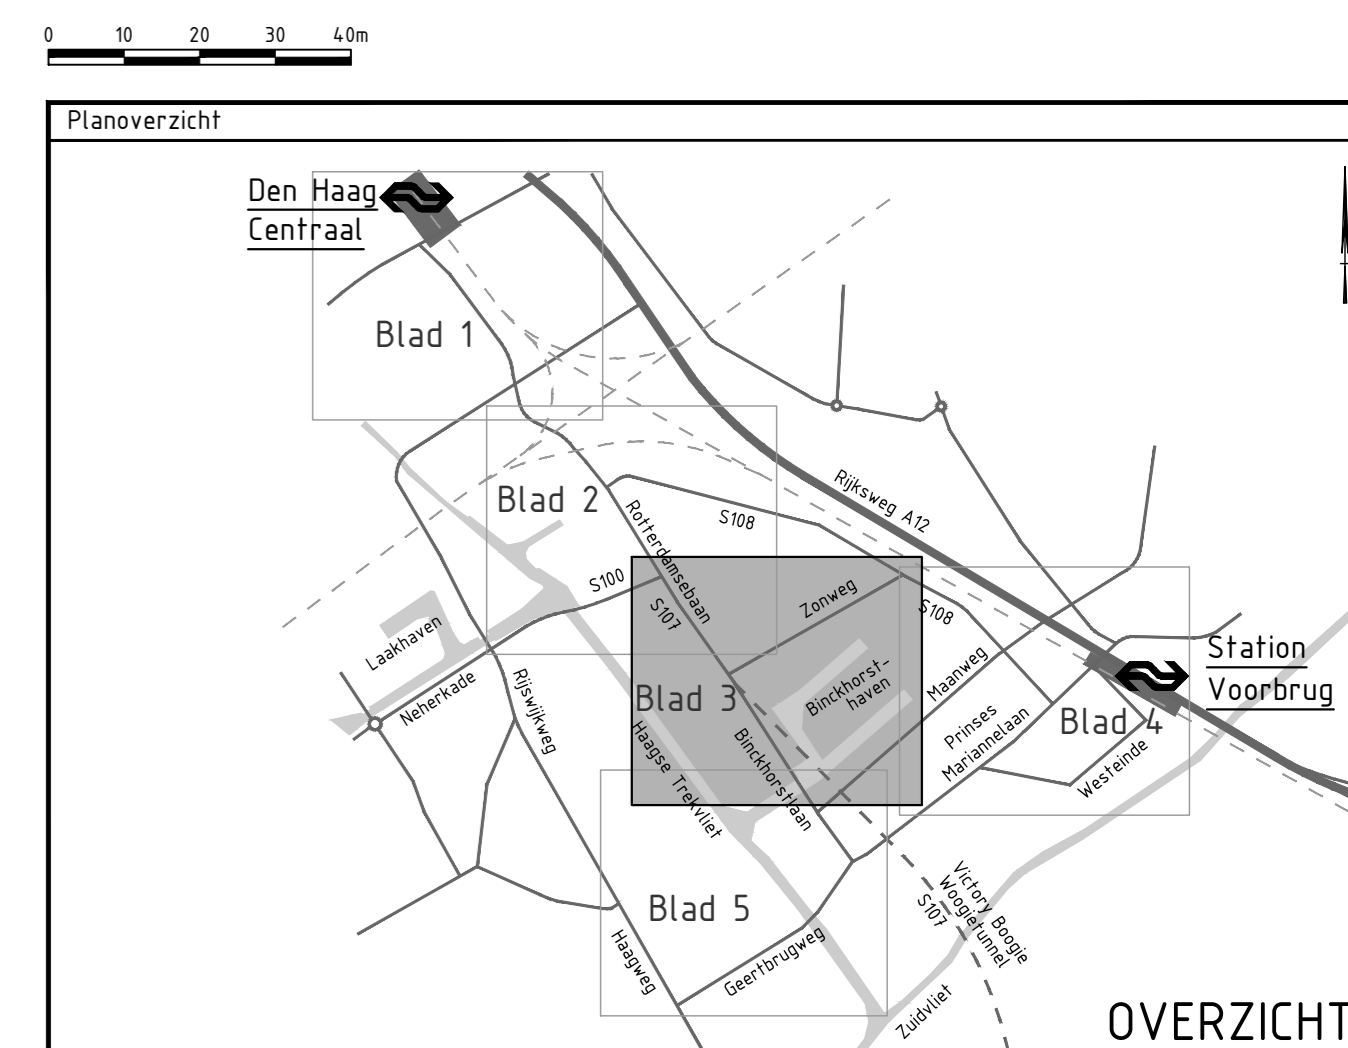 0 10 20 30 40m
Planoverzicht
Den Haag
Centraal
Blad 1
Blad 2
Rijksweg A12
S108
Rotterdamsebaan
S100
S107
Zonweg
S108
Laakhaven
Neherkade
Rijswijkweg
Blad 3
Binckhorst-
haven
Maanweg
Station
Voorbrug
Blad 4
Prinses
Mariannelaan
Westeinde
Haagse Trekvliet
Binckhorstlaan
Blad 5
Victory Boogie
Woogietunnel
S107
Haagweg
Geertbrugweg
Zuidvliet
OVERZICHT